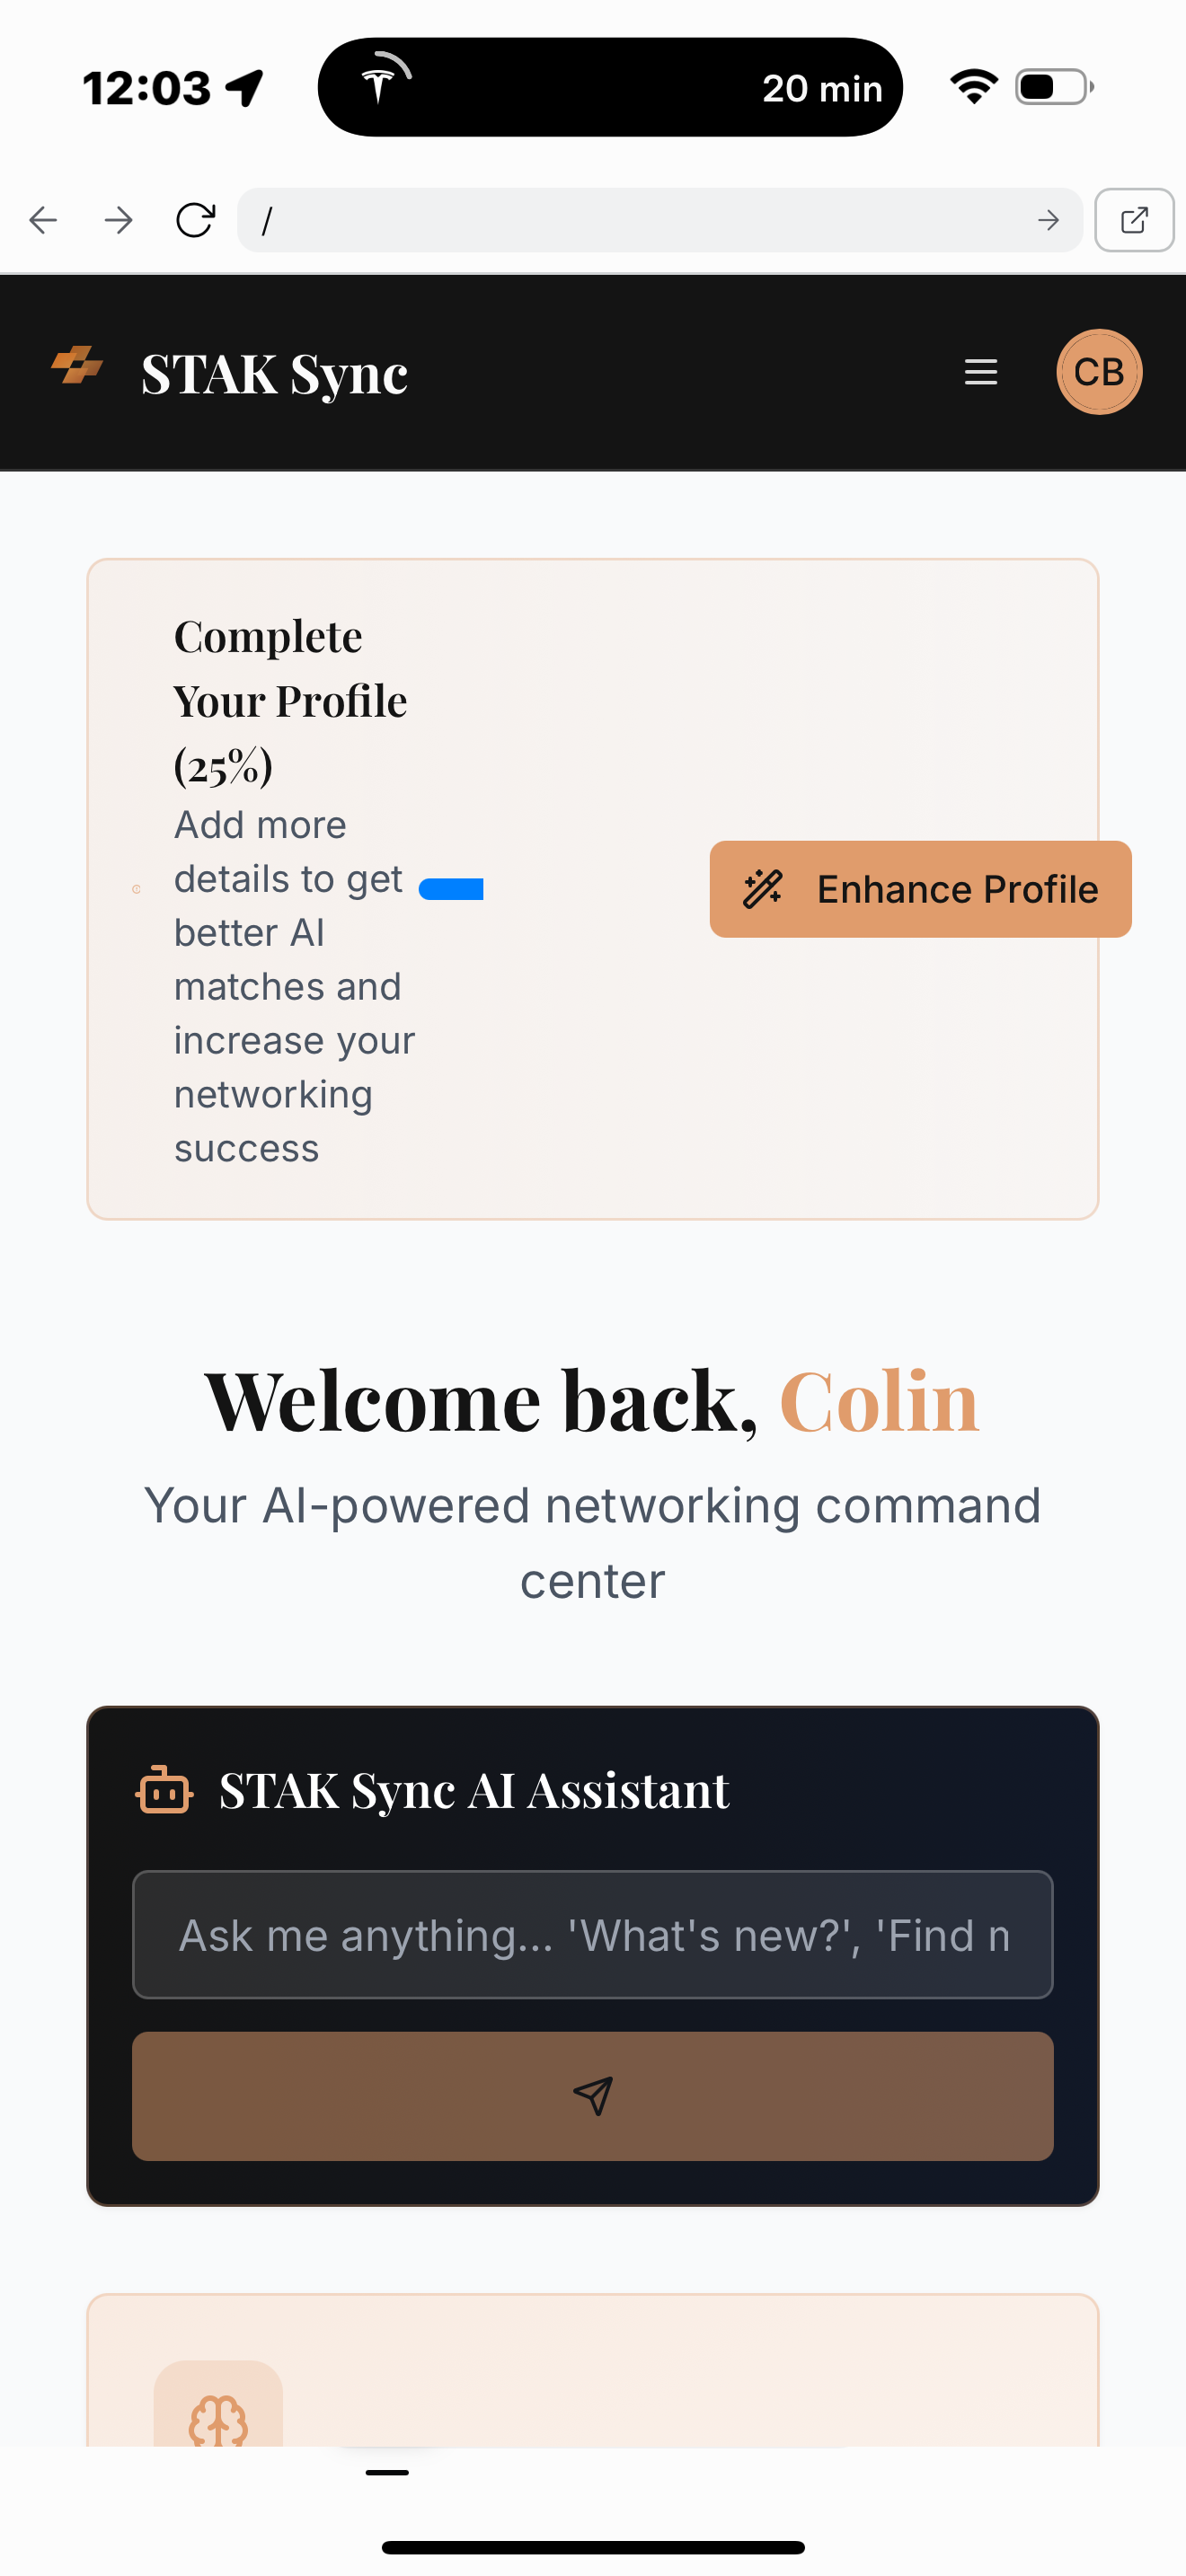 12:03
20 min
/
STAK Sync
CB
Complete
Your Profile
(25%)
Add more
details to get
better AI
matches and
increase your
networking
success
Enhance Profile
Welcome back, Colin
Your AI-powered networking command
center
STAK Sync AI Assistant
Ask me anything... 'What's new?', 'Find